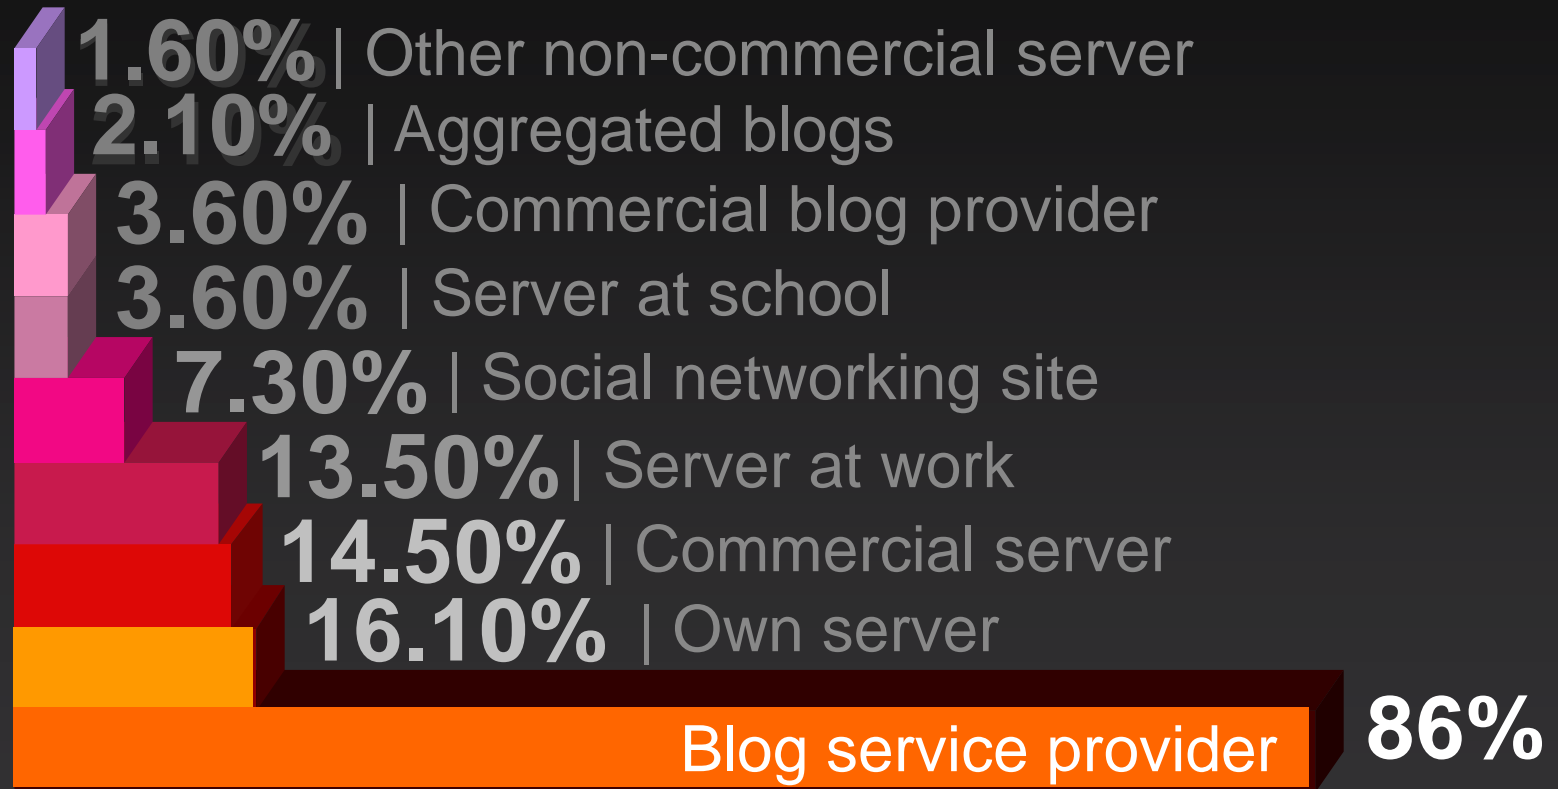 1.60% | Other non-commercial server
2.10% | Aggregated blogs
3.60% | Commercial blog provider
3.60% | Server at school
7.30% | Social networking site
13.50% | Server at work
14.50% | Commercial server
16.10% | Own server
Blog service provider 86%